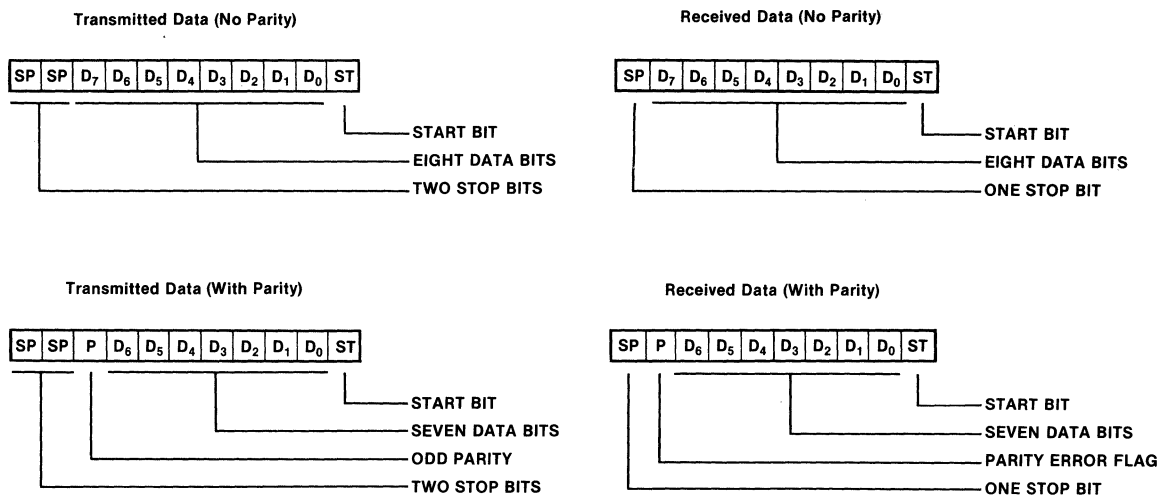 Transmitted Data (No Parity)
SP SP D7 D6 D5 D4 D3 D2 D1 D0 ST
START BIT
EIGHT DATA BITS
TWO STOP BITS
Received Data (No Parity)
SP D7 D6 D5 D4 D3 D2 D1 D0 ST
START BIT
EIGHT DATA BITS
ONE STOP BIT
Transmitted Data (With Parity)
SP SP P D6 D5 D4 D3 D2 D1 D0 ST
START BIT
SEVEN DATA BITS
ODD PARITY
TWO STOP BITS
Received Data (With Parity)
SP P D6 D5 D4 D3 D2 D1 D0 ST
START BIT
SEVEN DATA BITS
PARITY ERROR FLAG
ONE STOP BIT